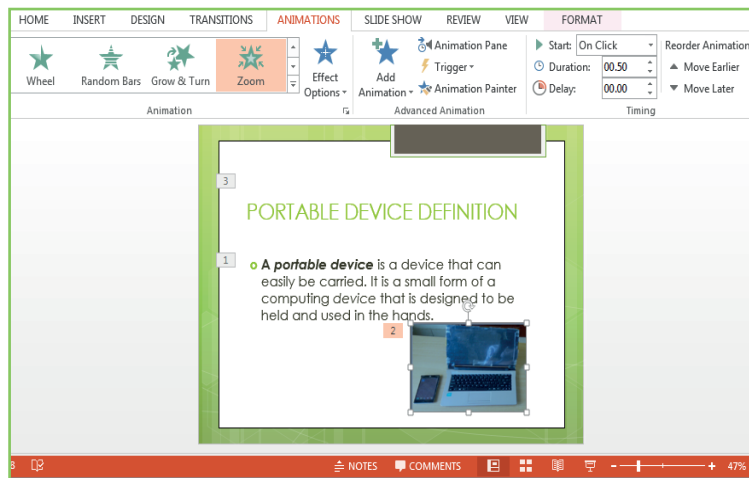 HOME INSERT DESIGN TRANSITIONS ANIMATIONS SLIDE SHOW REVIEW VIEW FORMAT
Wheel Random Bars Grow & Turn Zoom
Effect
Options
Add
Animation
Animation Pane
Trigger
Animation Painter
Start: On Click
Duration: 00.50
Delay: 00.00
Reorder Animation
Move Earlier
Move Later
Animation Advanced Animation Timing
3
PORTABLE DEVICE DEFINITION
1
A portable device is a device that can
easily be carried. It is a small form of a
computing device that is designed to be
held and used in the hands.
2
NOTES COMMENTS 47%